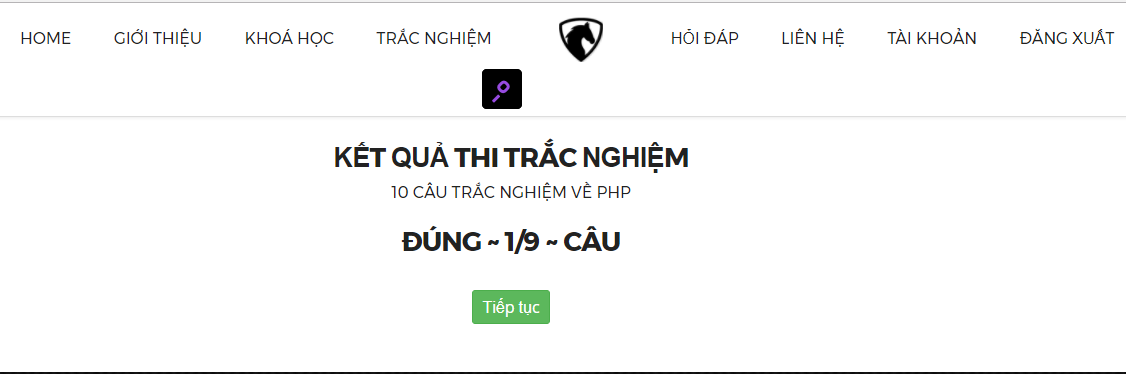 HOME GIỚI THIỆU KHOÁ HỌC TRẮC NGHIỆM HỎI ĐÁP LIÊN HỆ TÀI KHOẢN ĐĂNG XUẤT
KẾT QUẢ THI TRẮC NGHIỆM
10 CÂU TRẮC NGHIỆM VỀ PHP
ĐÚNG ~ 1/9 ~ CÂU
Tiếp tục